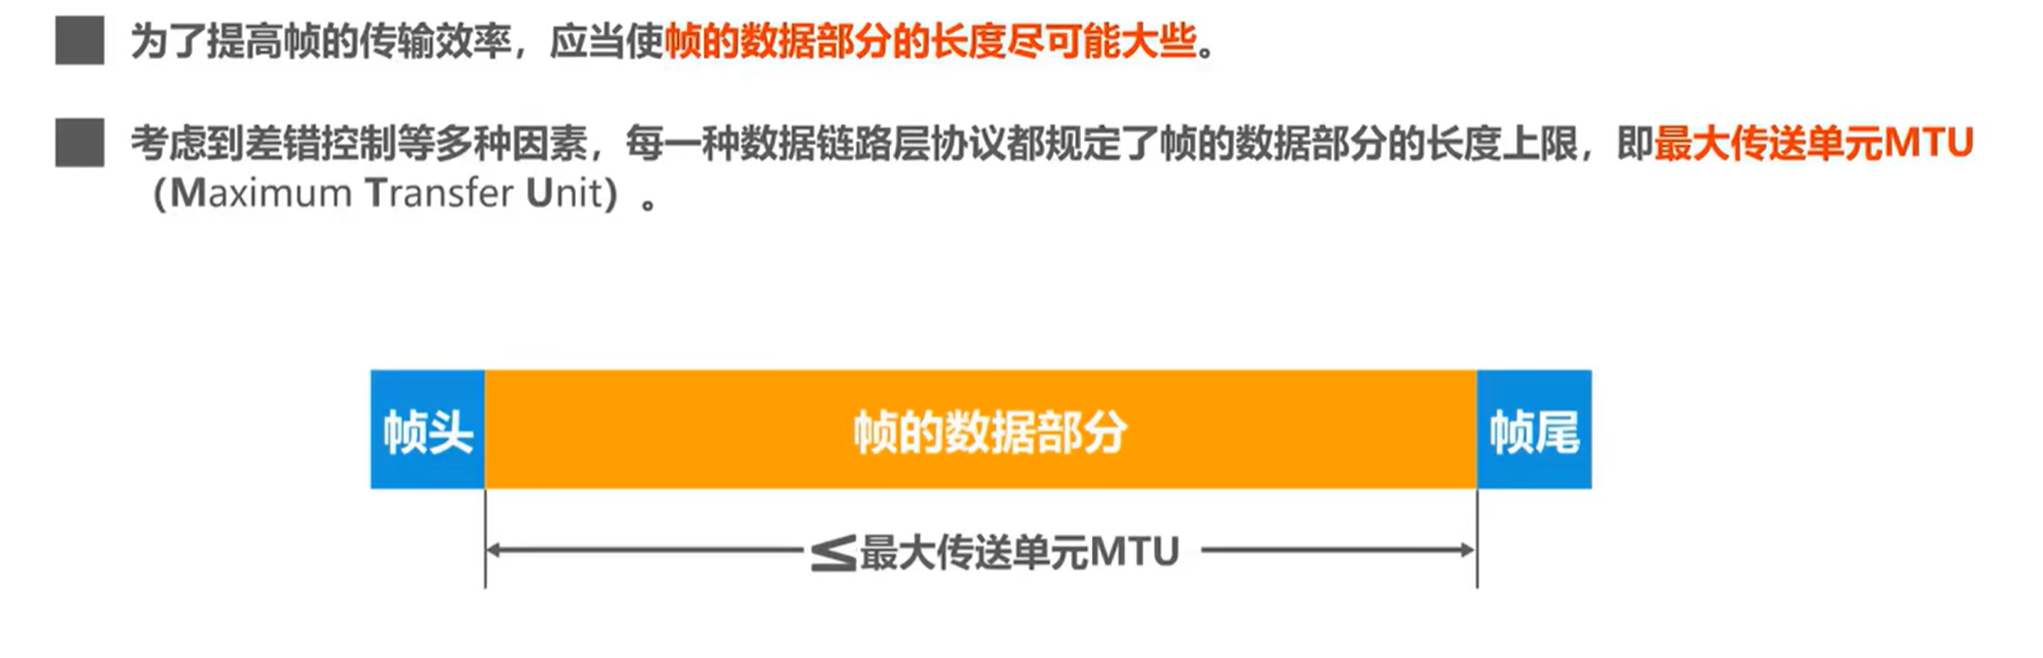 为了提高帧的传输效率，应当使帧的数据部分的长度尽可能大些。
考虑到差错控制等多种因素，每一种数据链路层协议都规定了帧的数据部分的长度上限，即最大传送单元MTU
（Maximum Transfer Unit）。
帧头 帧的数据部分 帧尾
≤最大传送单元MTU